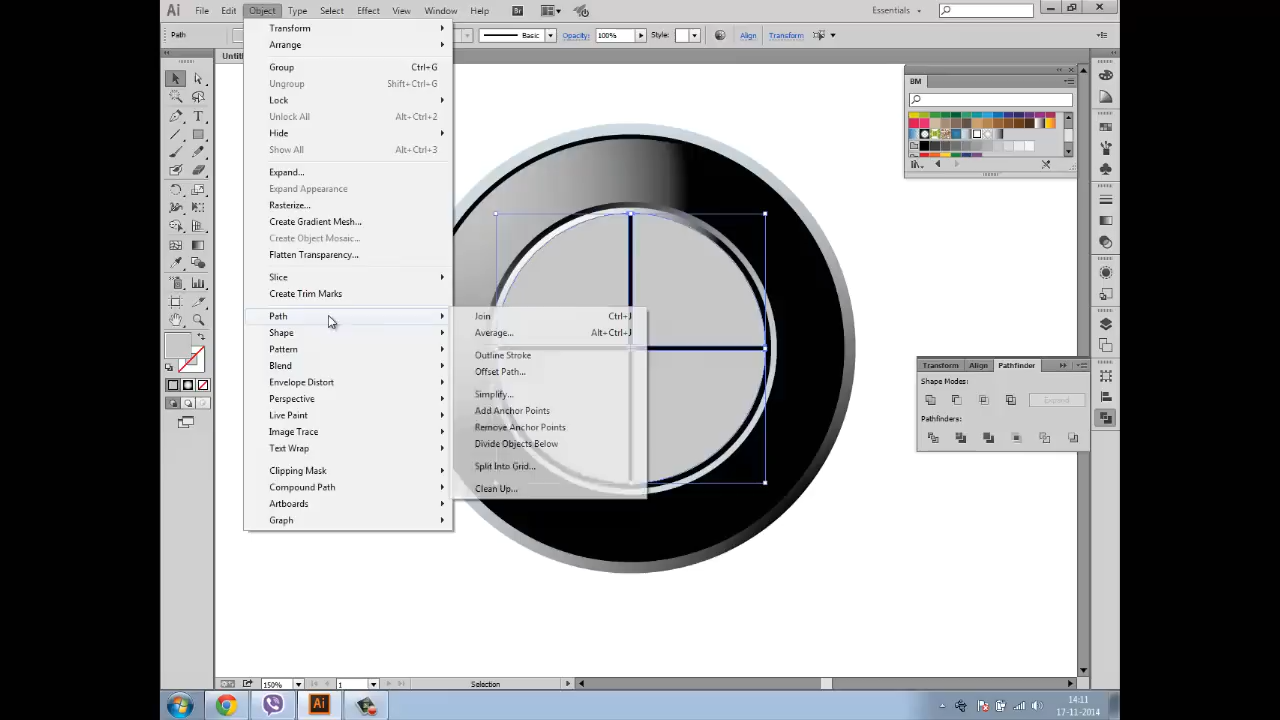 Ai File Edit Object Type Select Effect View Window Help Br Essentials
Path Basic Opacity: 100% Style: Align Transform
Untitl
Transform
Arrange
Group Ctrl+G
Ungroup Shift+Ctrl+G
Lock
Unlock All Alt+Ctrl+2
Hide
Show All Alt+Ctrl+3
Expand...
Expand Appearance
Rasterize...
Create Gradient Mesh...
Create Object Mosaic...
Flatten Transparency...
Slice
Create Trim Marks
Path
Shape
Pattern
Blend
Envelope Distort
Perspective
Live Paint
Image Trace
Text Wrap
Clipping Mask
Compound Path
Artboards
Graph
Join Ctrl+J
Average... Alt+Ctrl+J
Outline Stroke
Offset Path...
Simplify...
Add Anchor Points
Remove Anchor Points
Divide Objects Below
Split Into Grid...
Clean Up...
BM
Transform Align Pathfinder
Shape Modes:
Expand
Pathfinders:
150% 1 Selection
Ai
14:11
17-11-2014